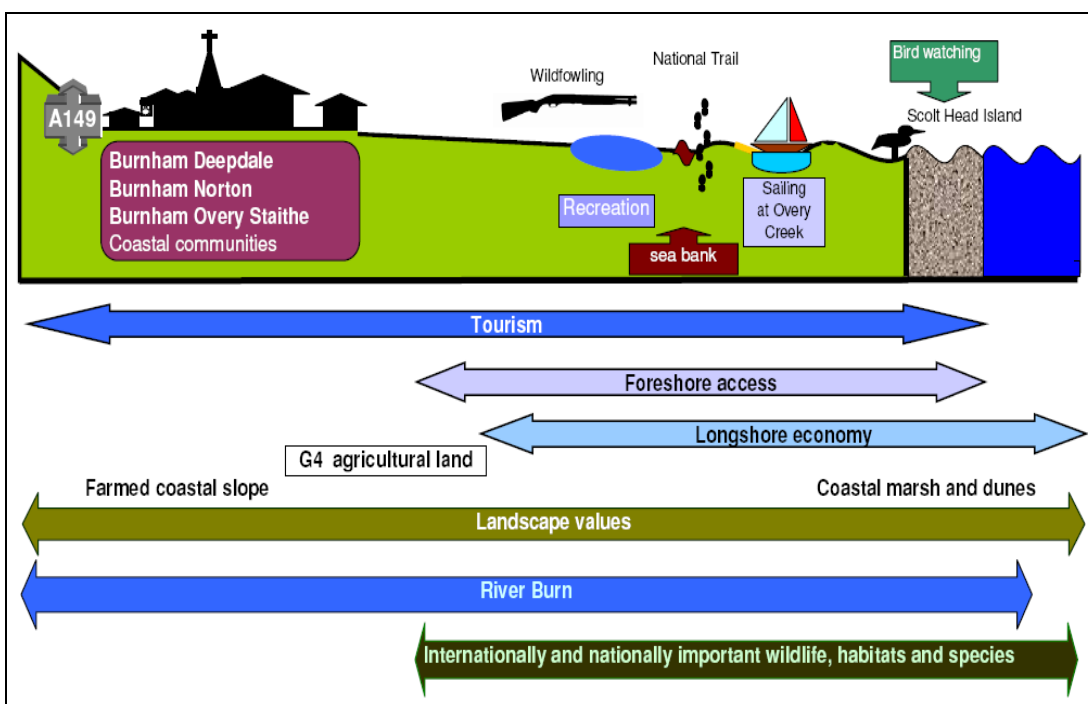 A149
Burnham Deepdale
Burnham Norton
Burnham Overy Staithe
Coastal communities
Wildfowling
National Trail
Bird watching
Scolt Head Island
Recreation
Sailing
at Overy
Creek
sea bank
Tourism
Foreshore access
Longshore economy
G4 agricultural land
Farmed coastal slope
Coastal marsh and dunes
Landscape values
River Burn
Internationally and nationally important wildlife, habitats and species